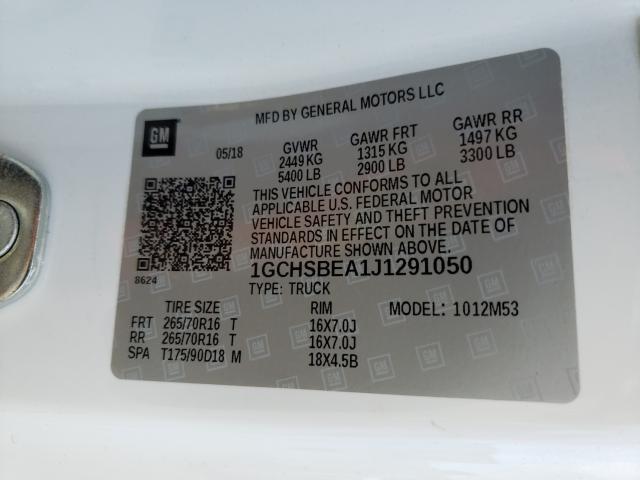 MFD BY GENERAL MOTORS LLC
GM
05/18
GVWR GAWR FRT GAWR RR
2449 KG 1315 KG 1497 KG
5400 LB 2900 LB 3300 LB
THIS VEHICLE CONFORMS TO ALL
APPLICABLE U.S. FEDERAL MOTOR
VEHICLE SAFETY AND THEFT PREVENTION
STANDARDS IN EFFECT ON THE DATE OF
MANUFACTURE SHOWN ABOVE.
8624
1GCHSBEA1J1291050
TYPE: TRUCK
TIRE SIZE RIM MODEL: 1012M53
FRT 265/70R16 T 16X7.0J
RR 265/70R16 T 16X7.0J
SPA T175/90D18 M 18X4.5B